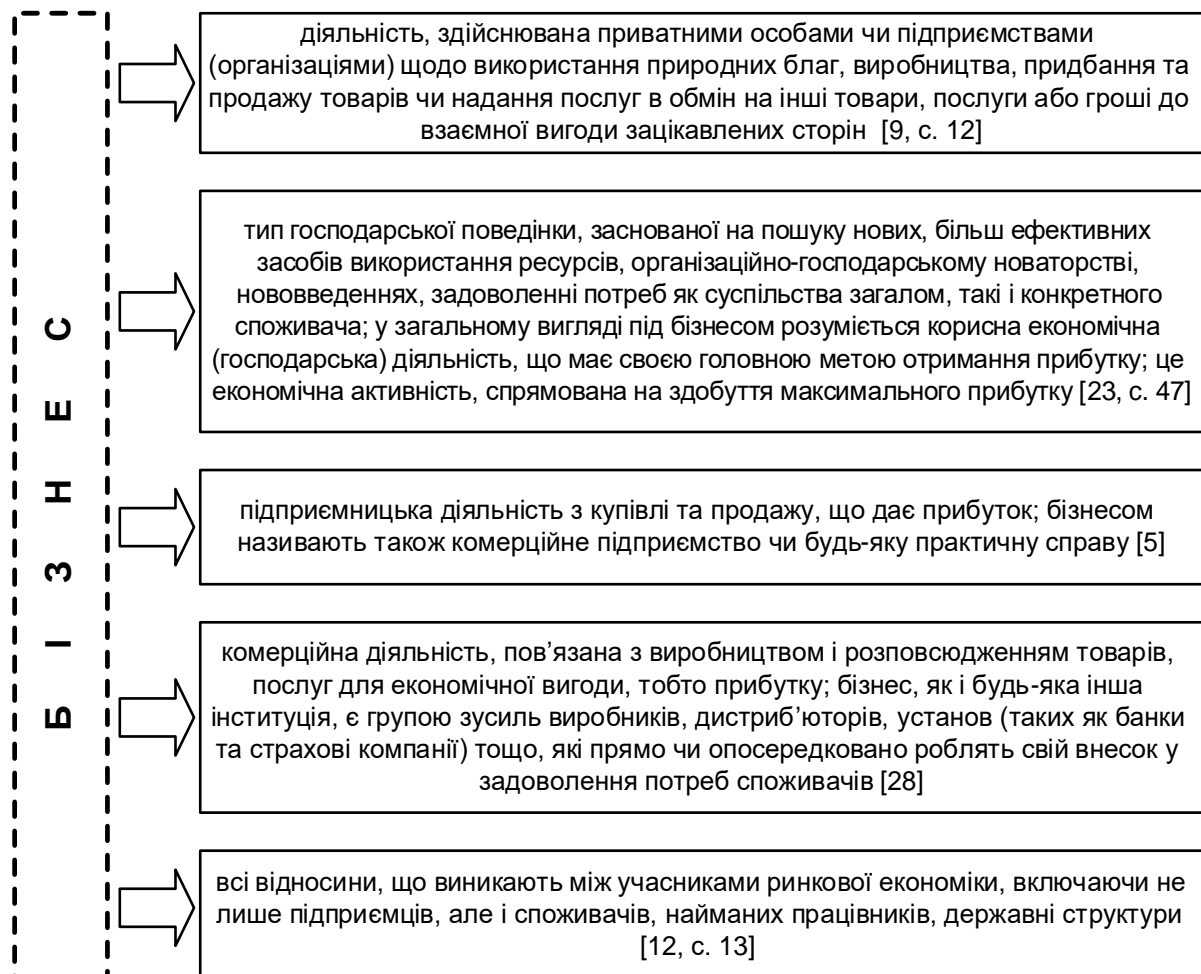 БІЗНЕС
діяльність, здійснювана приватними особами чи підприємствами
(організаціями) щодо використання природних благ, виробництва, придбання та
продажу товарів чи надання послуг в обмін на інші товари, послуги або гроші до
взаємної вигоди зацікавлених сторін [9, с. 12]
тип господарської поведінки, заснованої на пошуку нових, більш ефективних
засобів використання ресурсів, організаційно-господарському новаторстві,
нововведеннях, задоволенні потреб як суспільства загалом, такі і конкретного
споживача; у загальному вигляді під бізнесом розуміється корисна економічна
(господарська) діяльність, що має своєю головною метою отримання прибутку; це
економічна активність, спрямована на здобуття максимального прибутку [23, с. 47]
підприємницька діяльність з купівлі та продажу, що дає прибуток; бізнесом
називають також комерційне підприємство чи будь-яку практичну справу [5]
комерційна діяльність, пов’язана з виробництвом і розповсюдженням товарів,
послуг для економічної вигоди, тобто прибутку; бізнес, як і будь-яка інша
інституція, є групою зусиль виробників, дистриб’юторів, установ (таких як банки
та страхові компанії) тощо, які прямо чи опосередковано роблять свій внесок у
задоволення потреб споживачів [28]
всі відносини, що виникають між учасниками ринкової економіки, включаючи не
лише підприємців, але і споживачів, найманих працівників, державні структури
[12, с. 13]